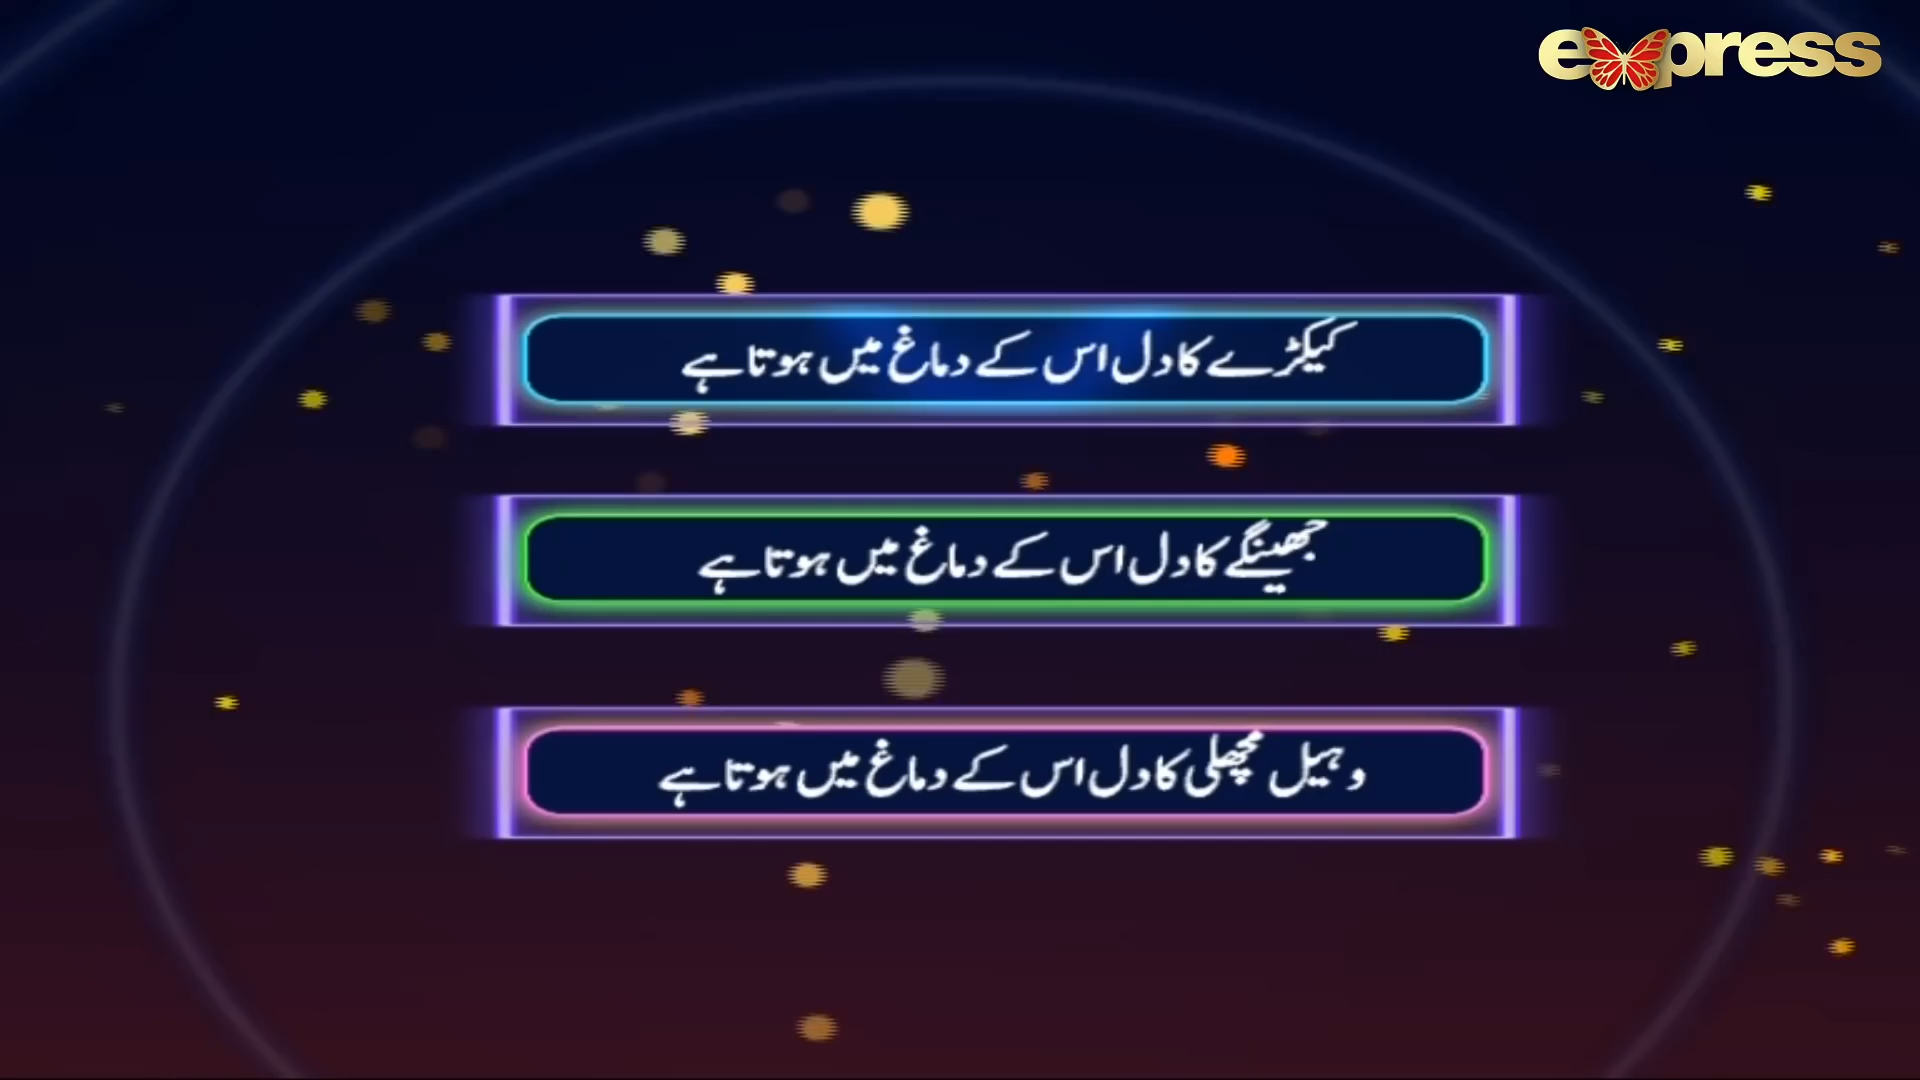 express
کیکڑے کا دل اس کے دماغ میں ہوتا ہے
جھینگے کا دل اس کے دماغ میں ہوتا ہے
وہیل مچھلی کا دل اس کے دماغ میں ہوتا ہے